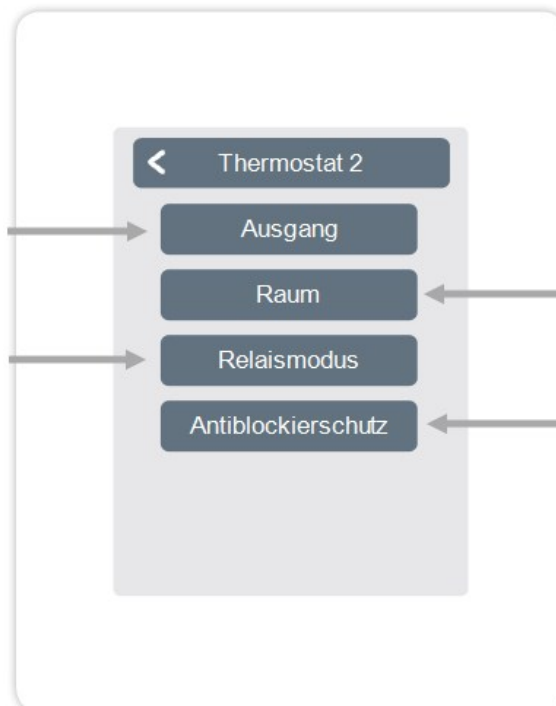 Thermostat 2
Ausgang
Raum
Relaismodus
Antiblockierschutz